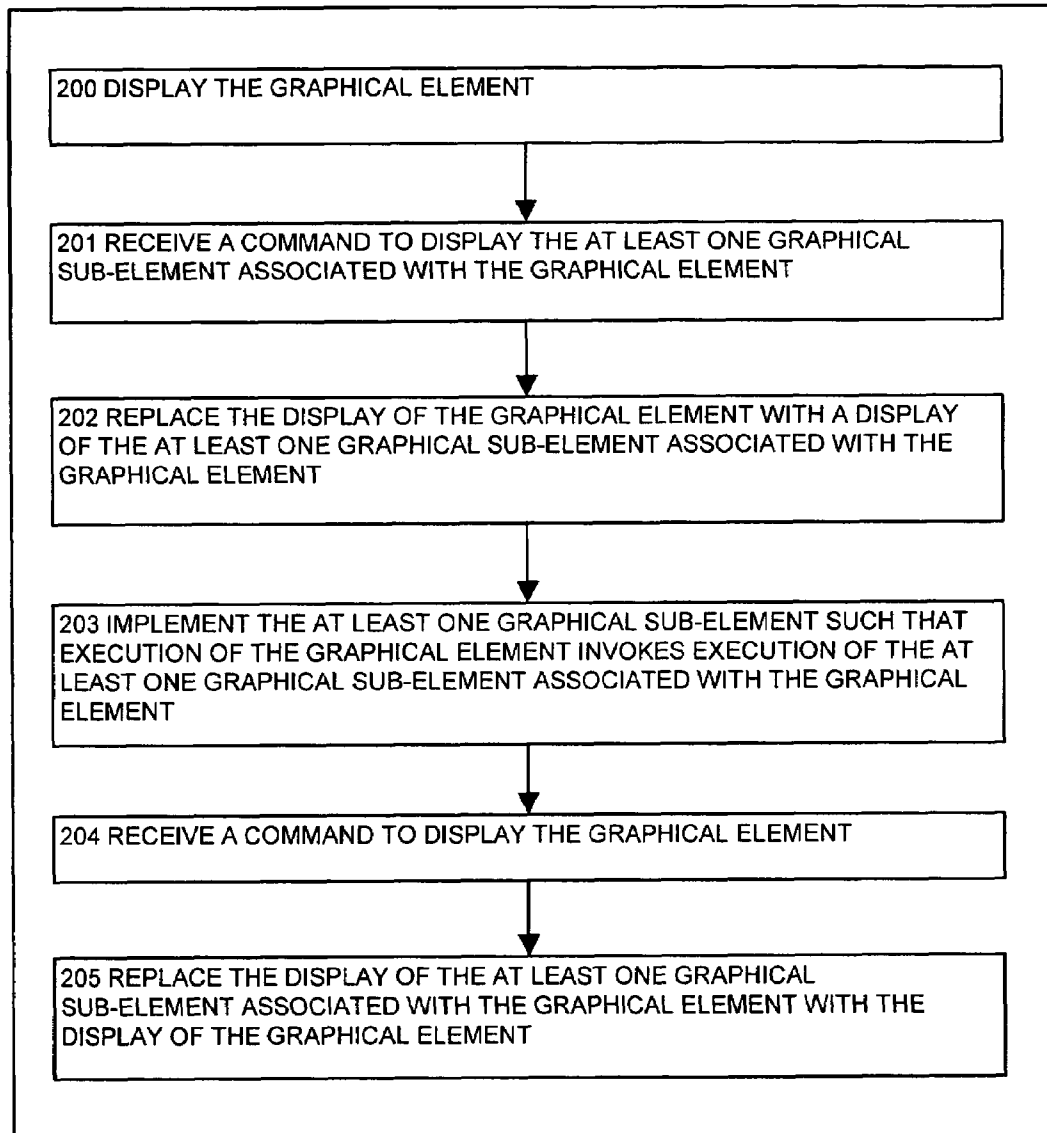 200 DISPLAY THE GRAPHICAL ELEMENT
201 RECEIVE A COMMAND TO DISPLAY THE AT LEAST ONE GRAPHICAL
SUB-ELEMENT ASSOCIATED WITH THE GRAPHICAL ELEMENT
202 REPLACE THE DISPLAY OF THE GRAPHICAL ELEMENT WITH A DISPLAY
OF THE AT LEAST ONE GRAPHICAL SUB-ELEMENT ASSOCIATED WITH THE
GRAPHICAL ELEMENT
203 IMPLEMENT THE AT LEAST ONE GRAPHICAL SUB-ELEMENT SUCH THAT
EXECUTION OF THE GRAPHICAL ELEMENT INVOKES EXECUTION OF THE AT
LEAST ONE GRAPHICAL SUB-ELEMENT ASSOCIATED WITH THE GRAPHICAL
ELEMENT
204 RECEIVE A COMMAND TO DISPLAY THE GRAPHICAL ELEMENT
205 REPLACE THE DISPLAY OF THE AT LEAST ONE GRAPHICAL
SUB-ELEMENT ASSOCIATED WITH THE GRAPHICAL ELEMENT WITH THE
DISPLAY OF THE GRAPHICAL ELEMENT